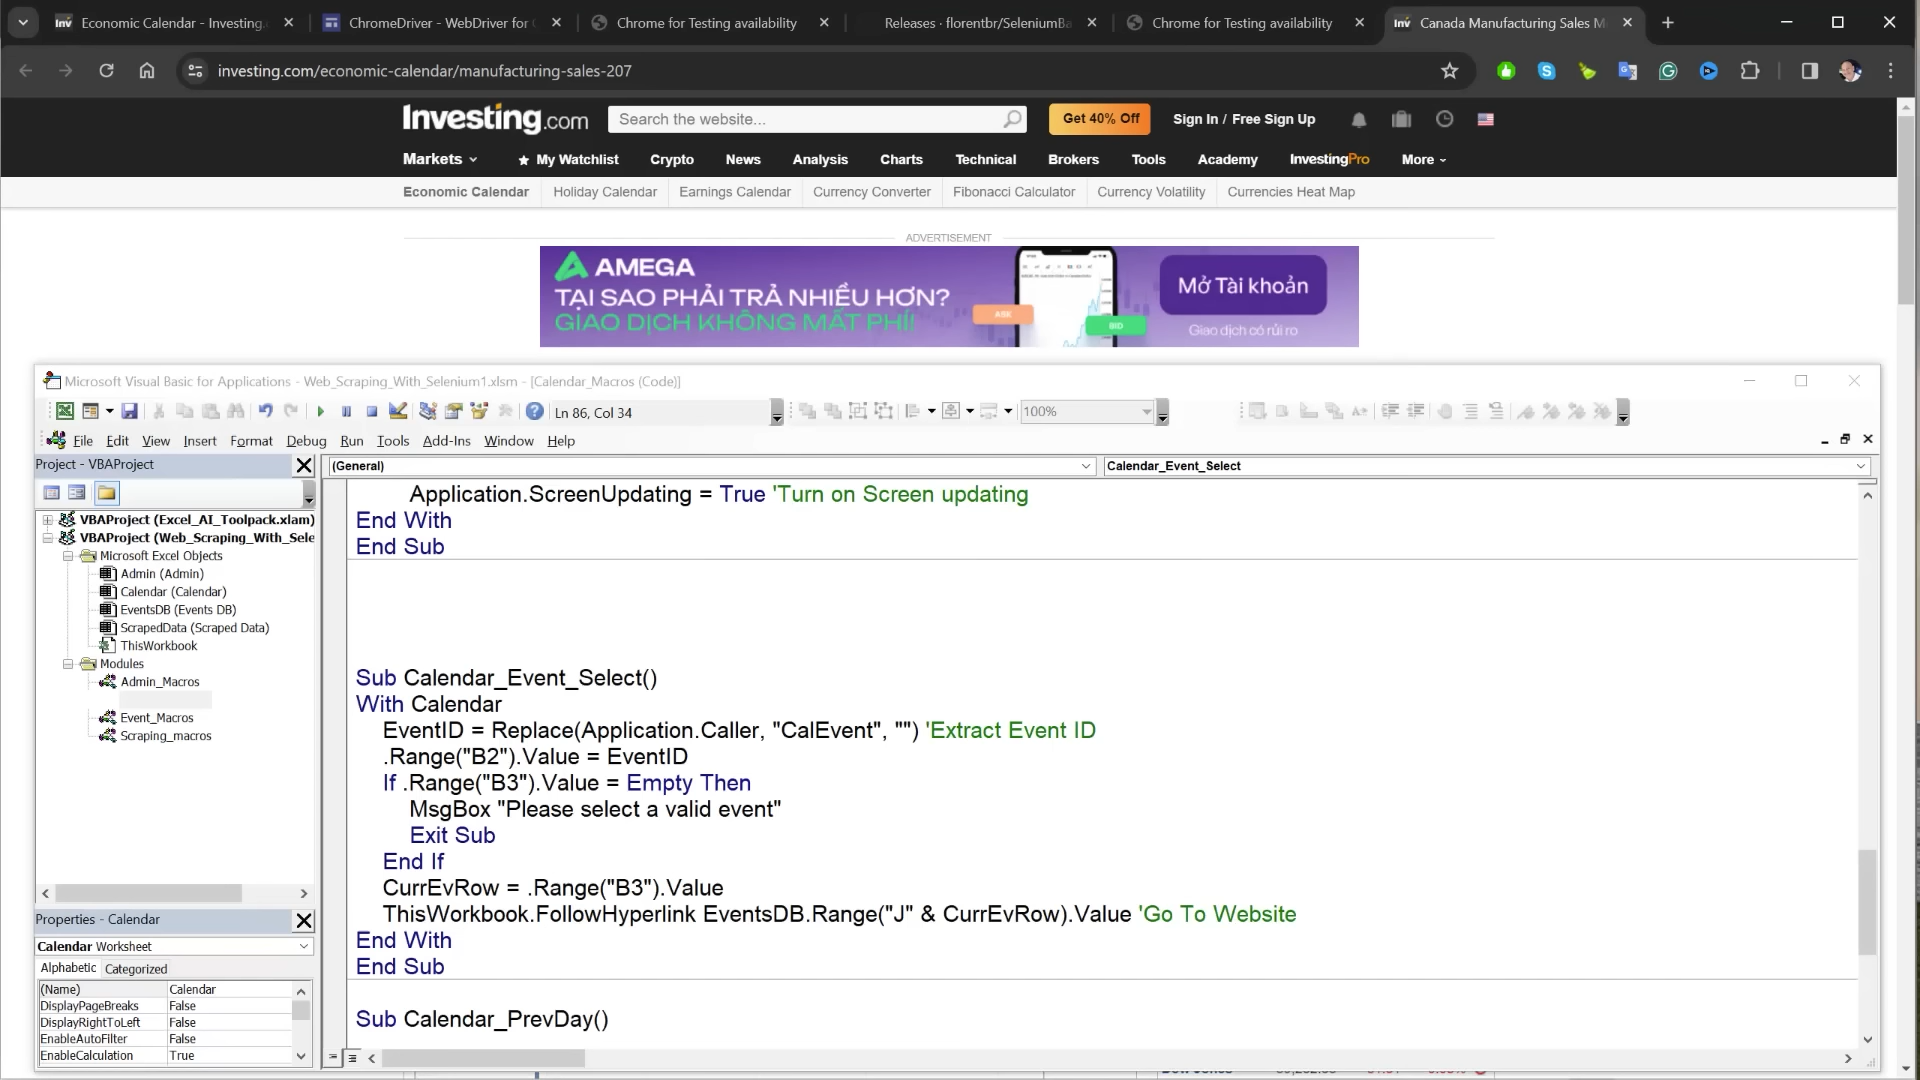 Economic Calendar - Investing.
ChromeDriver - WebDriver for
Chrome for Testing availability
Releases · florentbr/SeleniumBa
Chrome for Testing availability
Canada Manufacturing Sales M
investing.com/economic-calendar/manufacturing-sales-207
Investing.com
Search the website...
Get 40% Off
Sign In / Free Sign Up
Markets
My Watchlist
Crypto
News
Analysis
Charts
Technical
Brokers
Tools
Academy
InvestingPro
More
Economic Calendar
Holiday Calendar
Earnings Calendar
Currency Converter
Fibonacci Calculator
Currency Volatility
Currencies Heat Map
ADVERTISEMENT
AMEGA
TẠI SAO PHẢI TRẢ NHIỀU HƠN?
GIAO DỊCH KHÔNG MẤT PHÍ!
ASK
BID
Mở Tài khoản
Giao dịch có rủi ro
Microsoft Visual Basic for Applications - Web_Scraping_With_Selenium1.xlsm - [Calendar_Macros (Code)]
Ln 86, Col 34
100%
File Edit View Insert Format Debug Run Tools Add-Ins Window Help
Project - VBAProject
(General)
Calendar_Event_Select
VBAProject (Excel_AI_Toolpack.xlam)
VBAProject (Web_Scraping_With_Sele
Microsoft Excel Objects
Admin (Admin)
Calendar (Calendar)
EventsDB (Events DB)
ScrapedData (Scraped Data)
ThisWorkbook
Modules
Admin_Macros
Event_Macros
Scraping_macros
Properties - Calendar
Calendar Worksheet
Alphabetic Categorized
(Name) Calendar
DisplayPageBreaks False
DisplayRightToLeft False
EnableAutoFilter False
EnableCalculation True
Application.ScreenUpdating = True 'Turn on Screen updating
End With
End Sub
Sub Calendar_Event_Select()
With Calendar
EventID = Replace(Application.Caller, "CalEvent", "") 'Extract Event ID
.Range("B2").Value = EventID
If .Range("B3").Value = Empty Then
MsgBox "Please select a valid event"
Exit Sub
End If
CurrEvRow = .Range("B3").Value
ThisWorkbook.FollowHyperlink EventsDB.Range("J" & CurrEvRow).Value 'Go To Website
End With
End Sub
Sub Calendar_PrevDay()